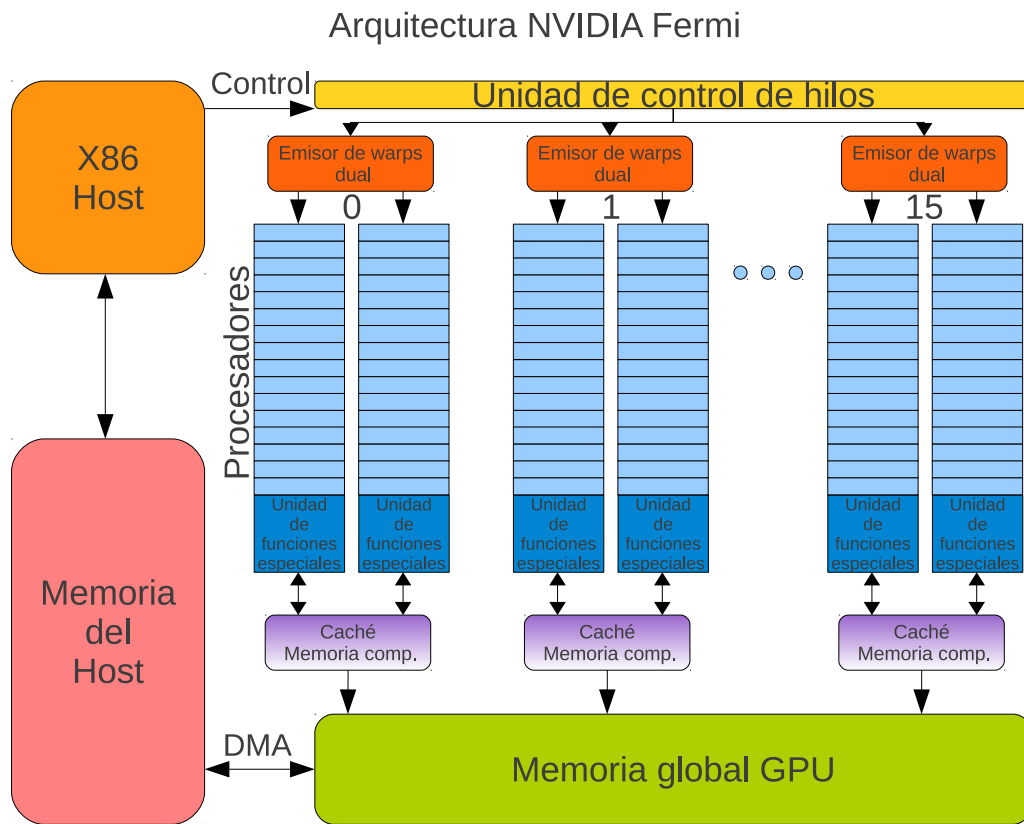 Arquitectura NVIDIA Fermi
Control
Unidad de control de hilos
X86
Host
Emisor de warps
dual
Emisor de warps
dual
Emisor de warps
dual
0
1
15
Procesadores
Unidad
de
funciones
especiales
Unidad
de
funciones
especiales
Unidad
de
funciones
especiales
Unidad
de
funciones
especiales
Unidad
de
funciones
especiales
Unidad
de
funciones
especiales
Memoria
del
Host
Caché
Memoria comp.
Caché
Memoria comp.
Caché
Memoria comp.
DMA
Memoria global GPU